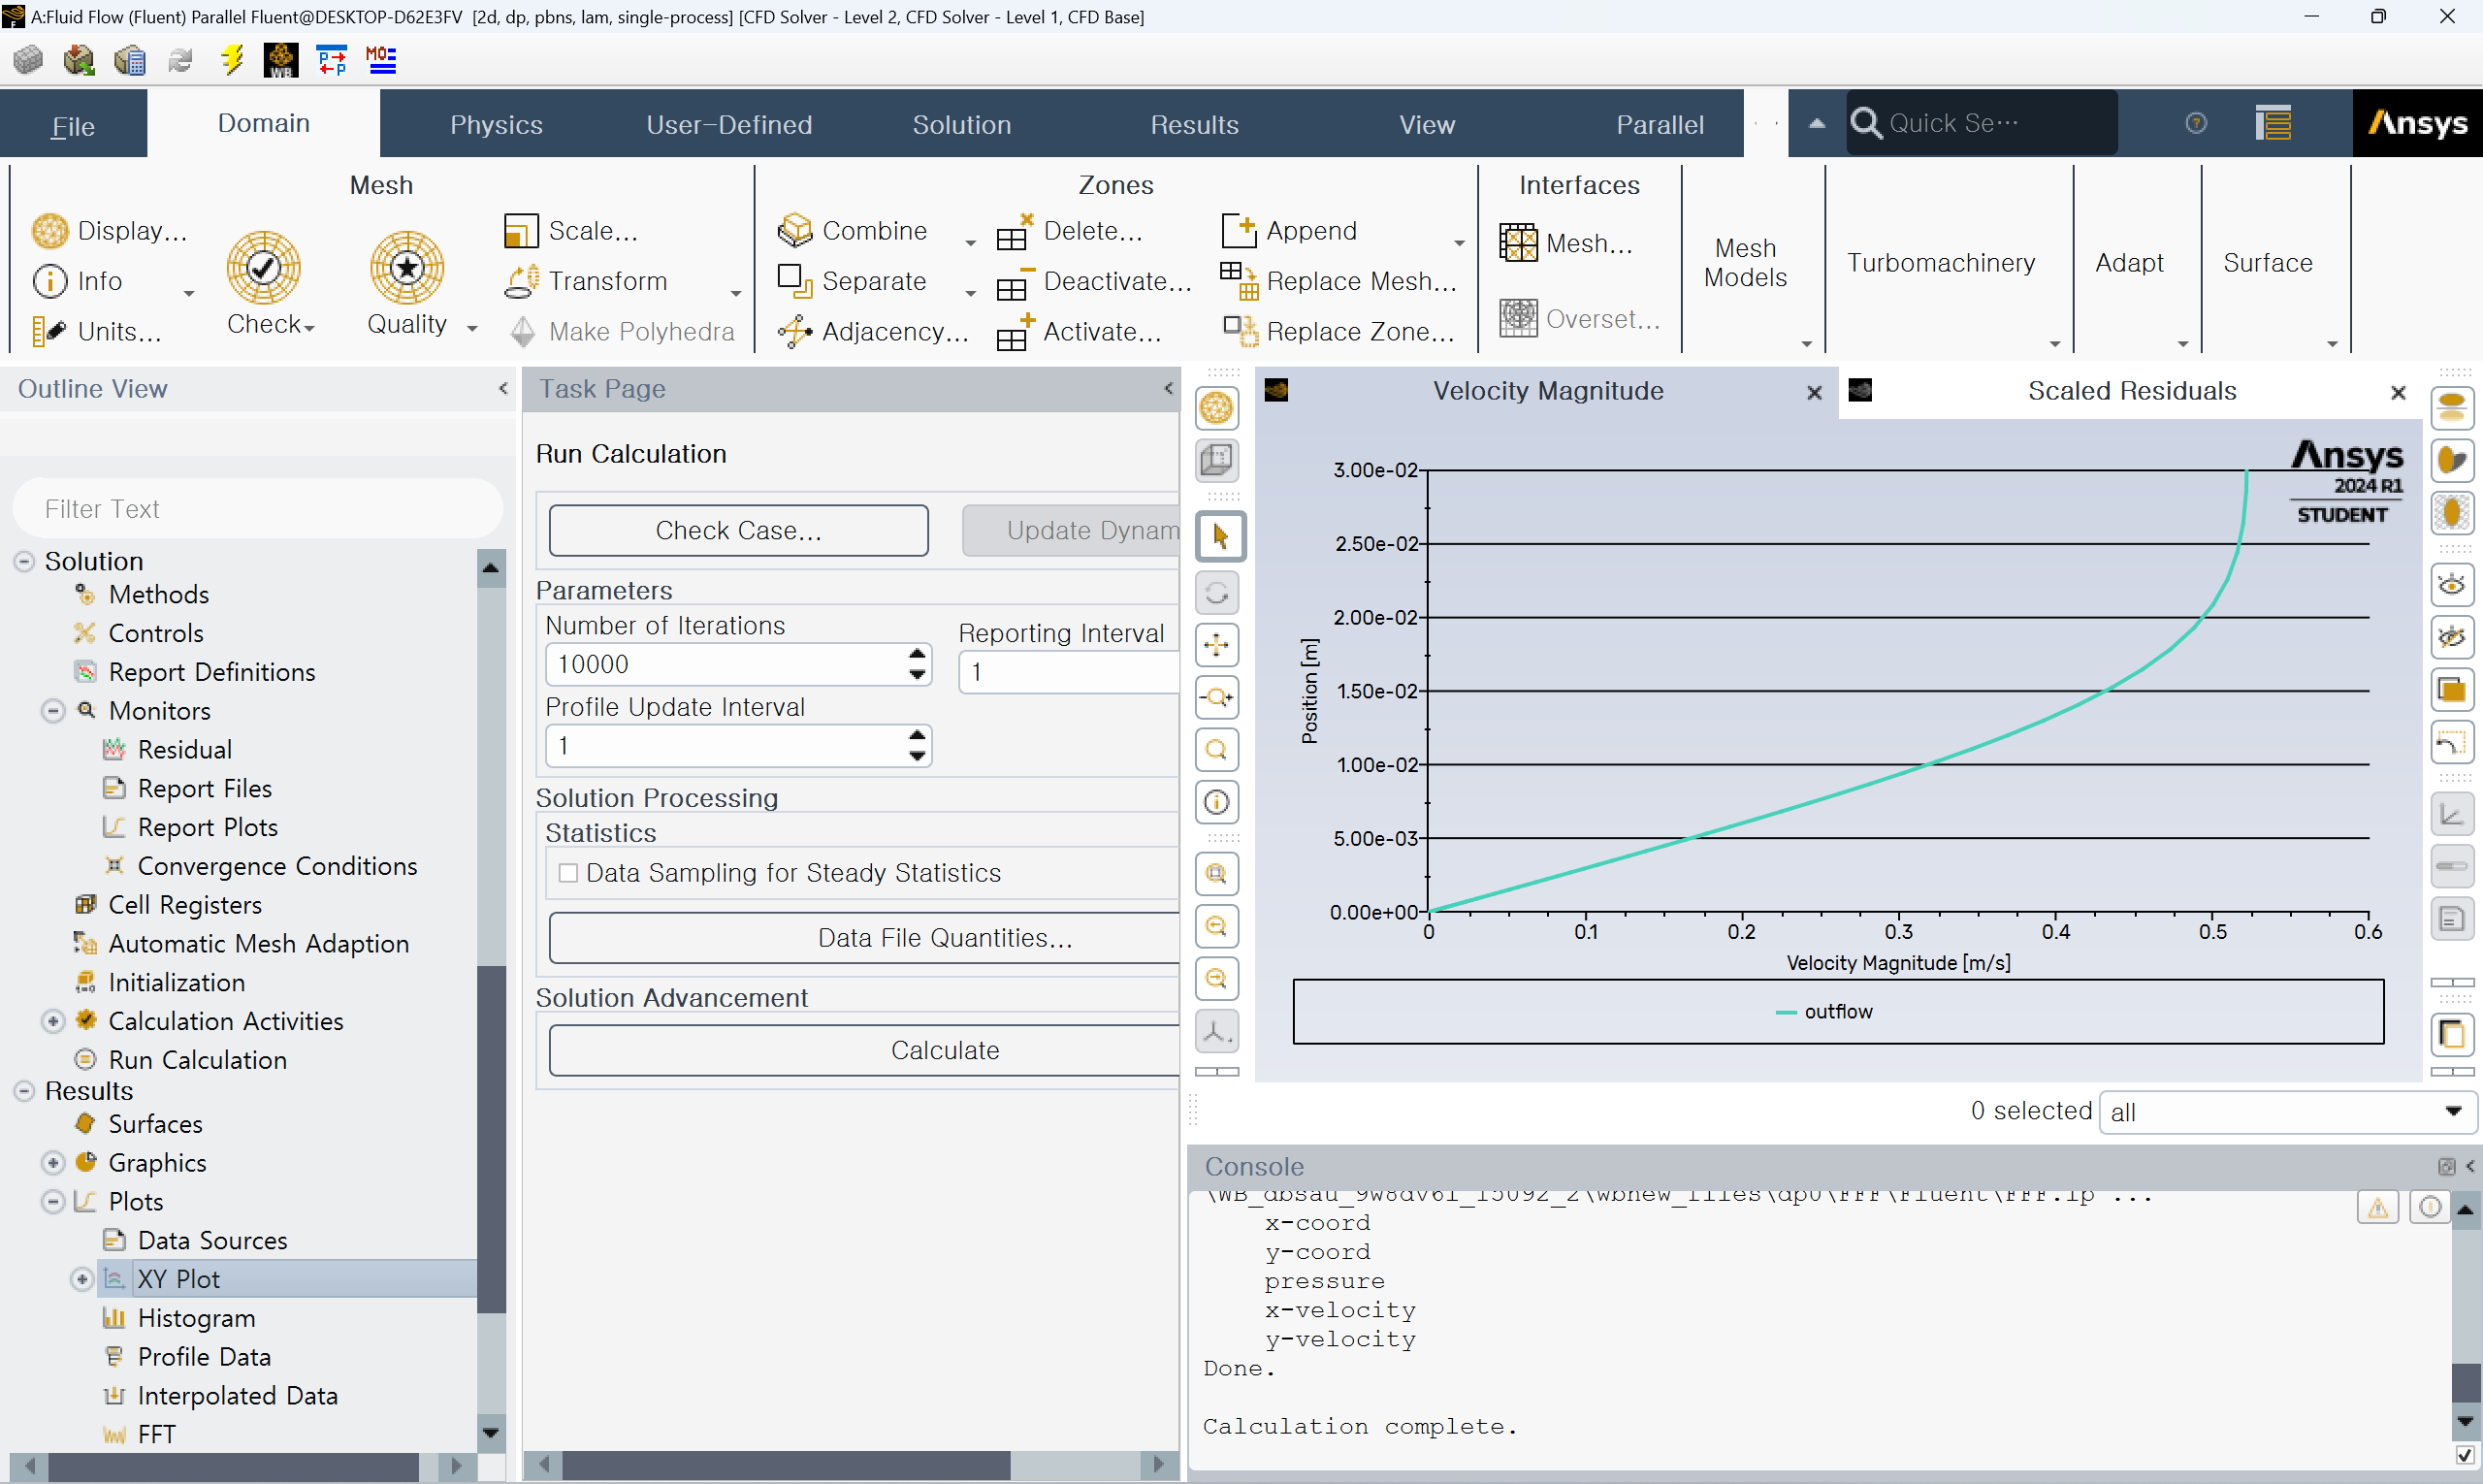 A:Fluid Flow (Fluent) Parallel Fluent@DESKTOP-D62E3FV [2d, dp, pbns, lam, single-process] [CFD Solver - Level 2, CFD Solver - Level 1, CFD Base]
File
Domain
Physics
User-Defined
Solution
Results
View
Parallel
Quick Se···
Ansys
Mesh
Display...
Info
Units...
Check
Quality
Scale...
Transform
Make Polyhedra
Zones
Combine
Separate
Adjacency...
Delete...
Deactivate...
Activate...
Append
Replace Mesh...
Replace Zone...
Interfaces
Mesh...
Overset...
Mesh
Models
Turbomachinery
Adapt
Surface
Outline View
Filter Text
Solution
Methods
Controls
Report Definitions
Monitors
Residual
Report Files
Report Plots
Convergence Conditions
Cell Registers
Automatic Mesh Adaption
Initialization
Calculation Activities
Run Calculation
Results
Surfaces
Graphics
Plots
Data Sources
XY Plot
Histogram
Profile Data
Interpolated Data
FFT
Task Page
Run Calculation
Check Case...
Update Dynam
Parameters
Number of Iterations
10000
Reporting Interval
1
Profile Update Interval
1
Solution Processing
Statistics
Data Sampling for Steady Statistics
Data File Quantities...
Solution Advancement
Calculate
Velocity Magnitude
Scaled Residuals
Ansys
2024 R1
STUDENT
3.00e-02
2.50e-02
2.00e-02
1.50e-02
1.00e-02
5.00e-03
0.00e+00
Position [m]
0 0.1 0.2 0.3 0.4 0.5 0.6
Velocity Magnitude [m/s]
outflow
0 selected all
Console
x-coord
y-coord
pressure
x-velocity
y-velocity
Done.
Calculation complete.